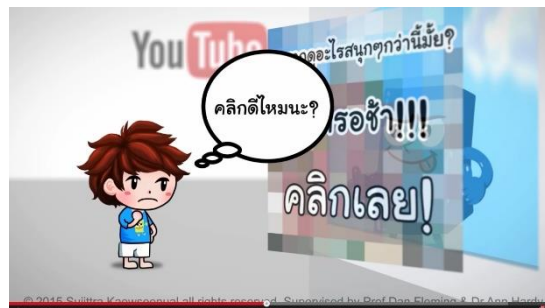 YouTube
ดูอะไรสนุกๆกว่านี้มั้ย?
คลิกดีไหมนะ?
รอช้า!!!
คลิกเลย!
© 2015 Sujittra Kaewseenual all rights reserved. Supervised by Prof Dan Fleming & Dr Ann Hardy